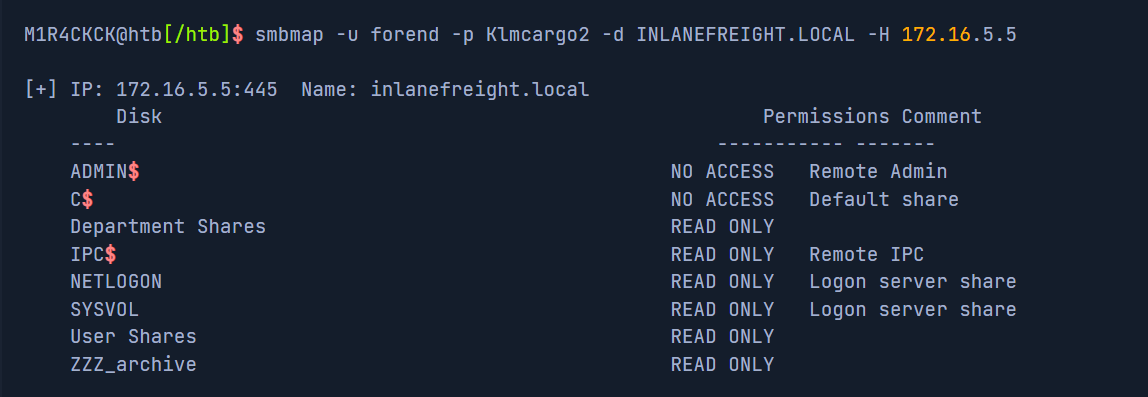 M1R4CKCK@htb[/htb]$ smbmap -u forend -p Klmcargo2 -d INLANEFREIGHT.LOCAL -H 172.16.5.5
[+] IP: 172.16.5.5:445 Name: inlanefreight.local
Disk Permissions Comment
---- ----------- -------
ADMIN$ NO ACCESS Remote Admin
C$ NO ACCESS Default share
Department Shares READ ONLY
IPC$ READ ONLY Remote IPC
NETLOGON READ ONLY Logon server share
SYSVOL READ ONLY Logon server share
User Shares READ ONLY
ZZZ_archive READ ONLY